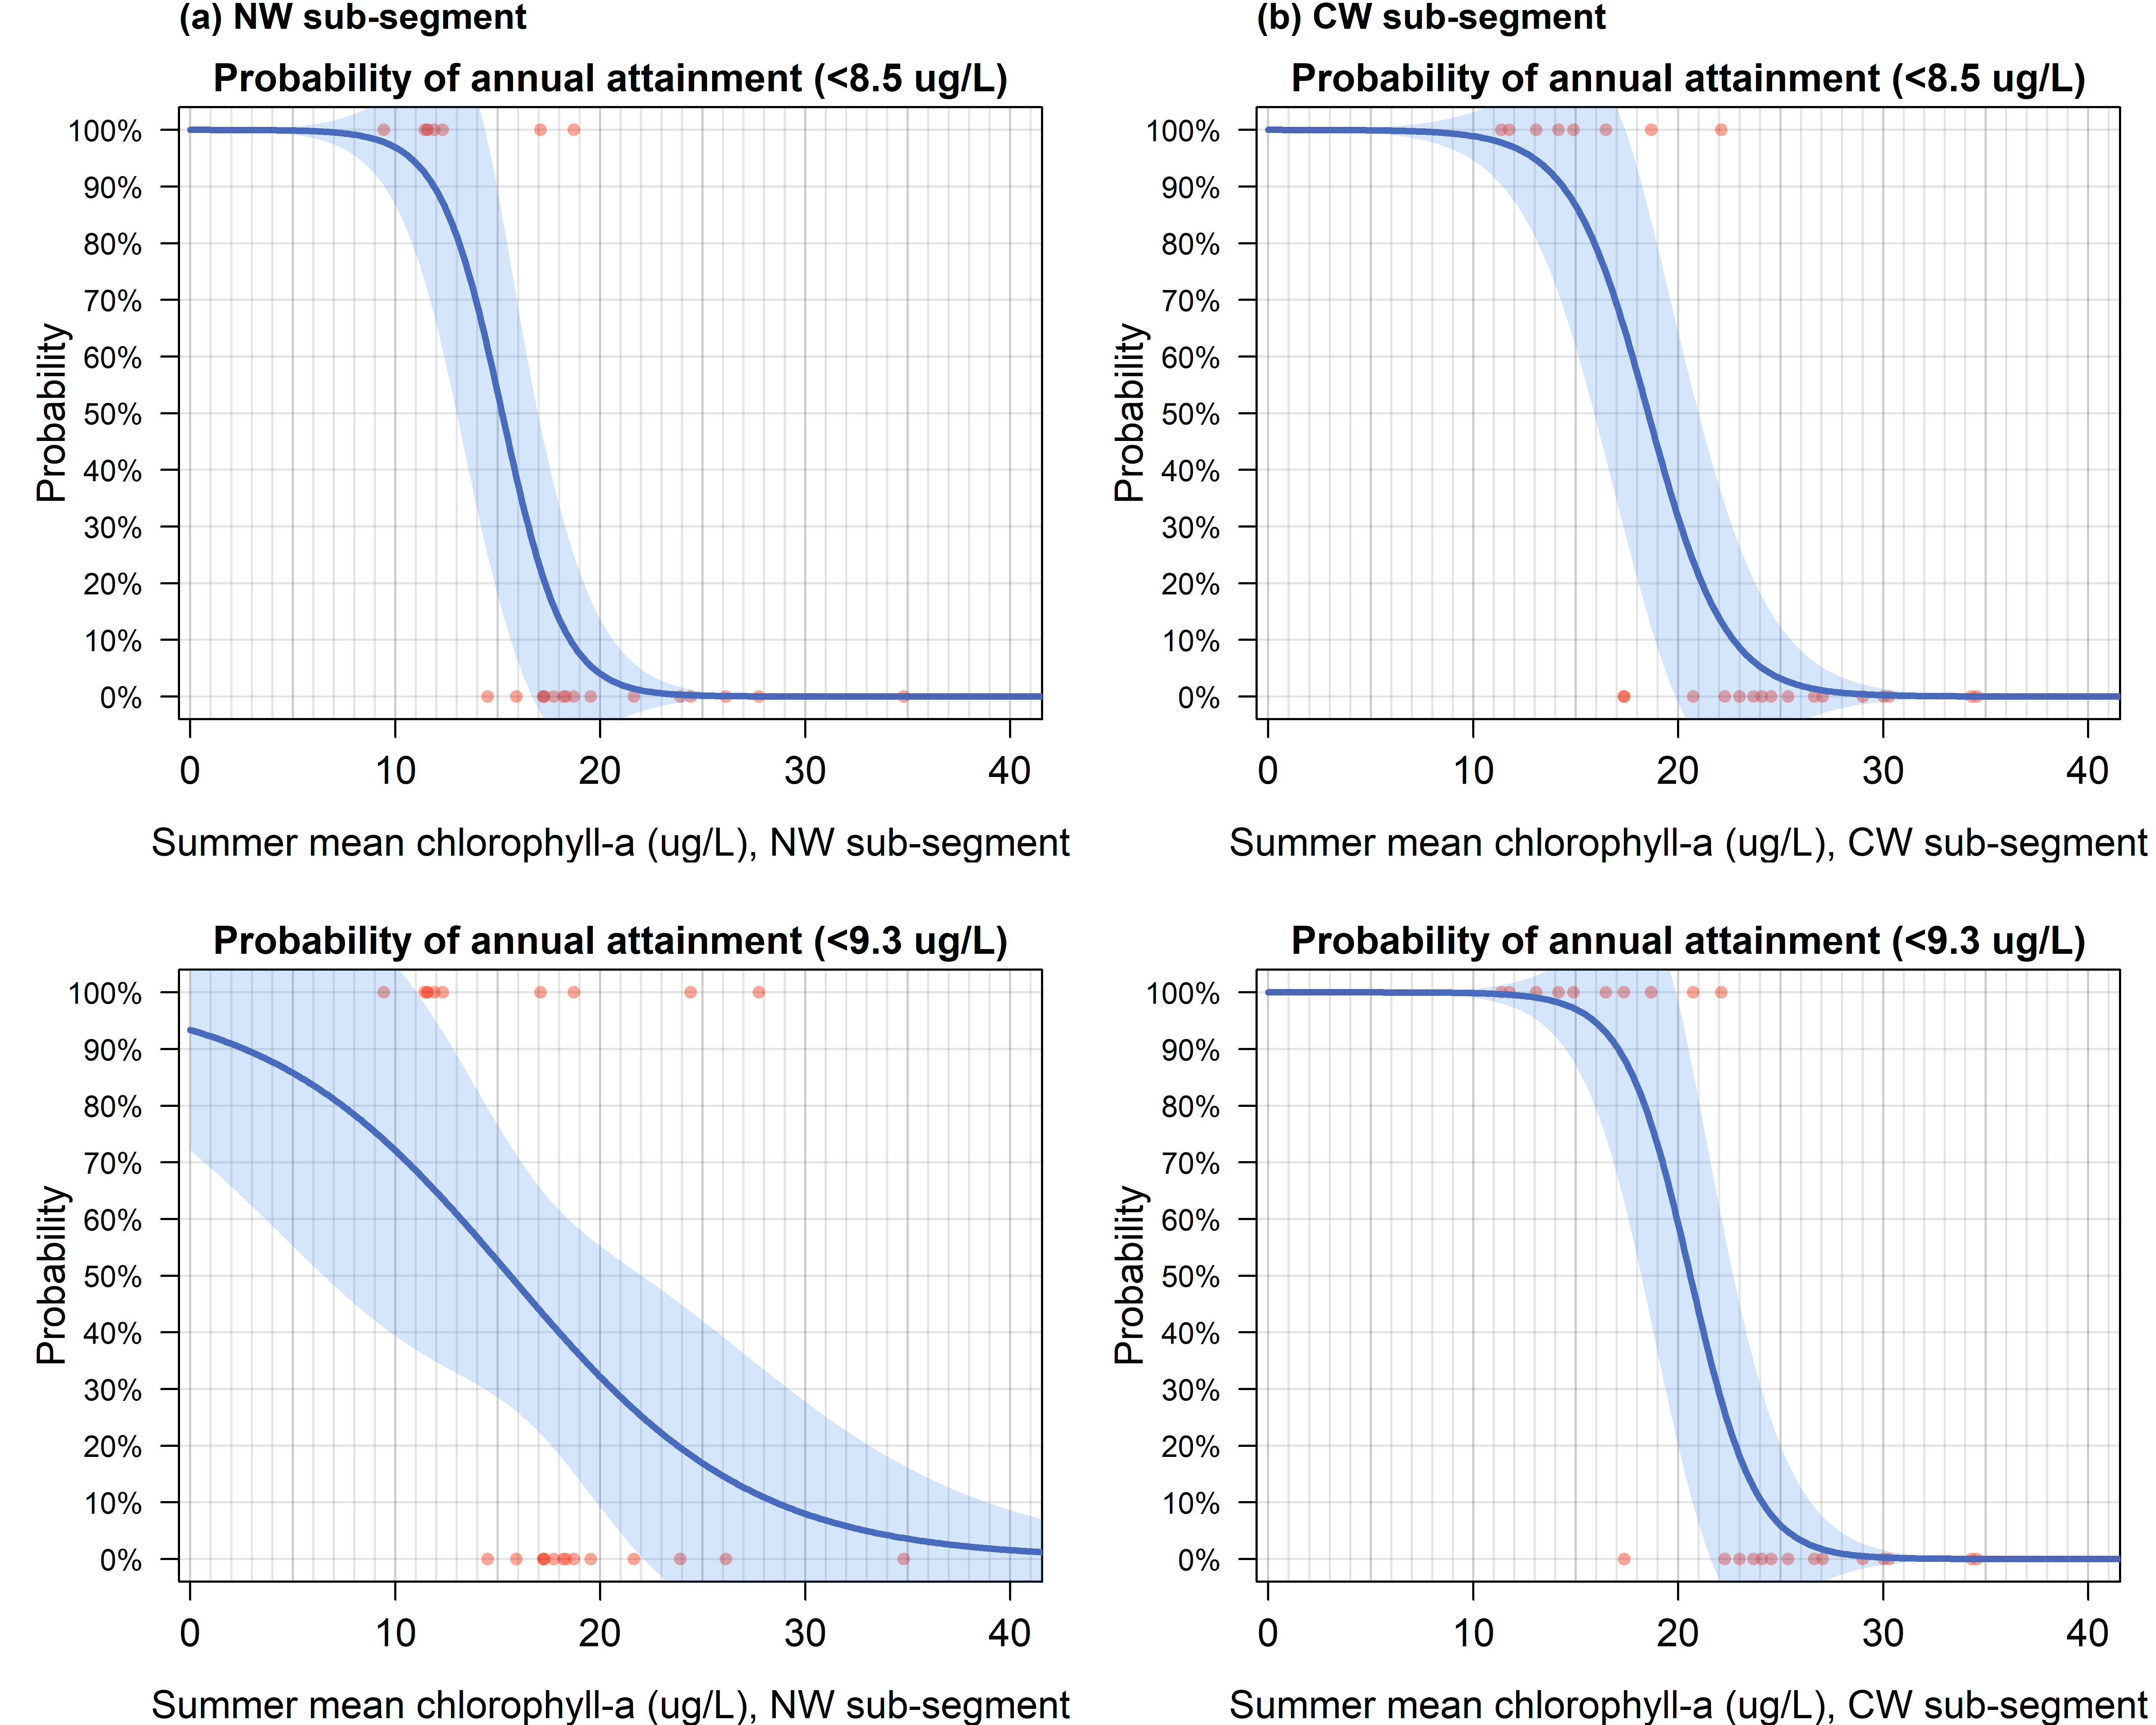 (a) NW sub-segment
Probability of annual attainment (<8.5 ug/L)
Probability
100%
90%
80%
70%
60%
50%
40%
30%
20%
10%
0%
0 10 20 30 40
Summer mean chlorophyll-a (ug/L), NW sub-segment
(b) CW sub-segment
Probability of annual attainment (<8.5 ug/L)
Probability
100%
90%
80%
70%
60%
50%
40%
30%
20%
10%
0%
0 10 20 30 40
Summer mean chlorophyll-a (ug/L), CW sub-segment
Probability of annual attainment (<9.3 ug/L)
Probability
100%
90%
80%
70%
60%
50%
40%
30%
20%
10%
0%
0 10 20 30 40
Summer mean chlorophyll-a (ug/L), NW sub-segment
Probability of annual attainment (<9.3 ug/L)
Probability
100%
90%
80%
70%
60%
50%
40%
30%
20%
10%
0%
0 10 20 30 40
Summer mean chlorophyll-a (ug/L), CW sub-segment